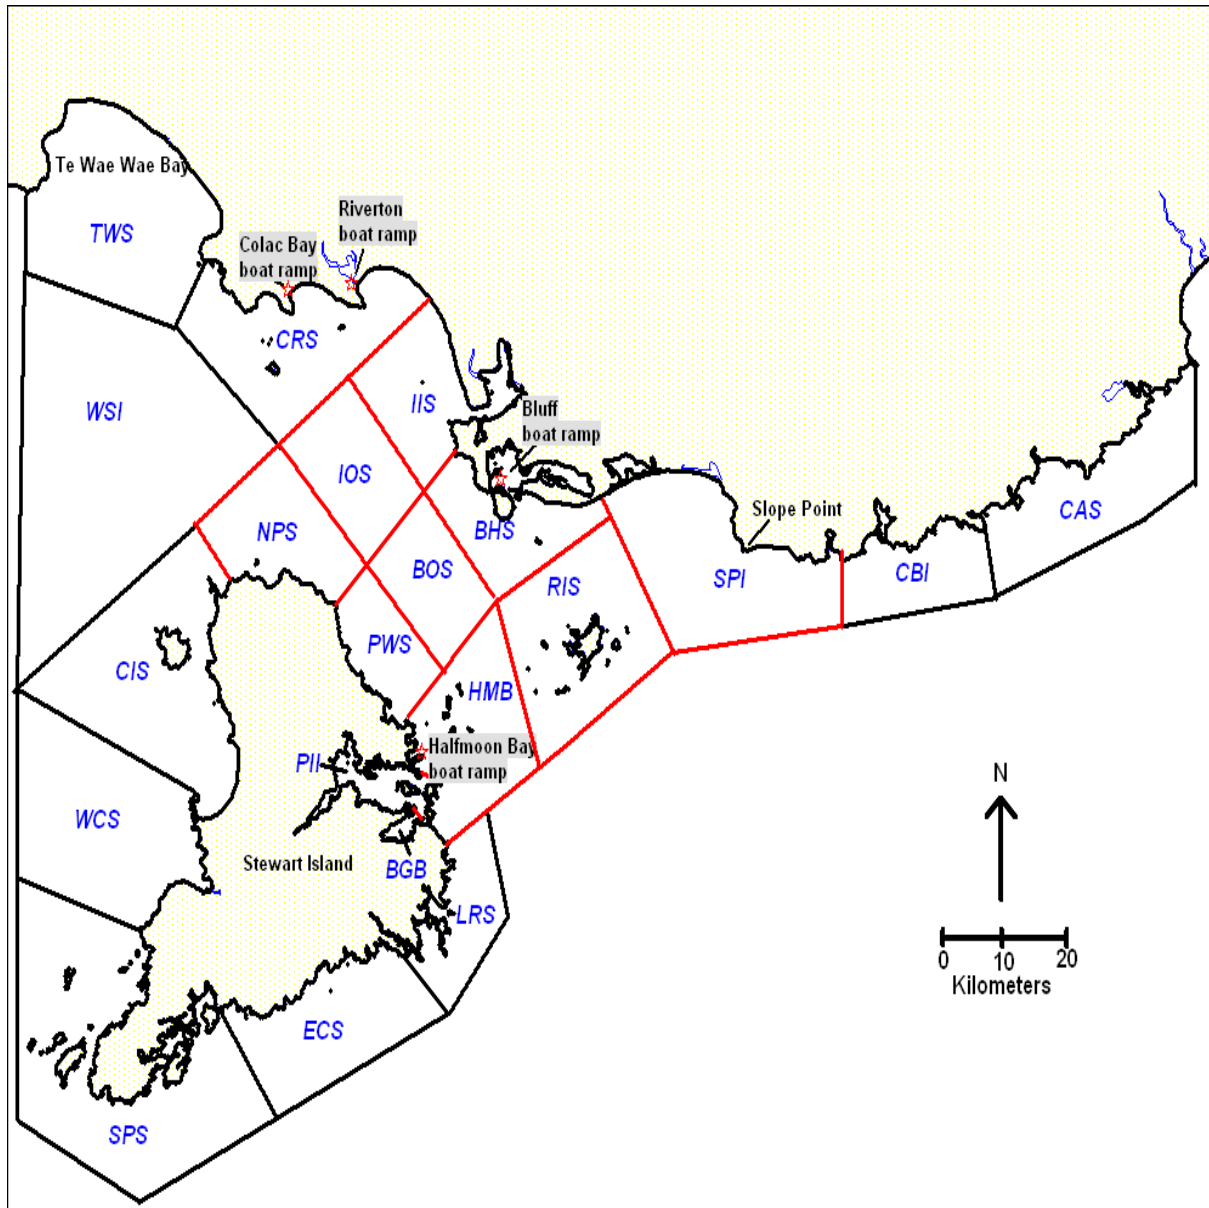 Te Wae Wae Bay
TWS
Riverton
boat ramp
Colac Bay
boat ramp
CRS
WSI
IIS
Bluff
boat ramp
IOS
NPS
BHS
BOS
RIS
Slope Point
SPI
CBI
CAS
CIS
PWS
HMB
Halfmoon Bay
boat ramp
PII
WCS
Stewart Island
BGB
LRS
ECS
SPS
N
0 10 20
Kilometers